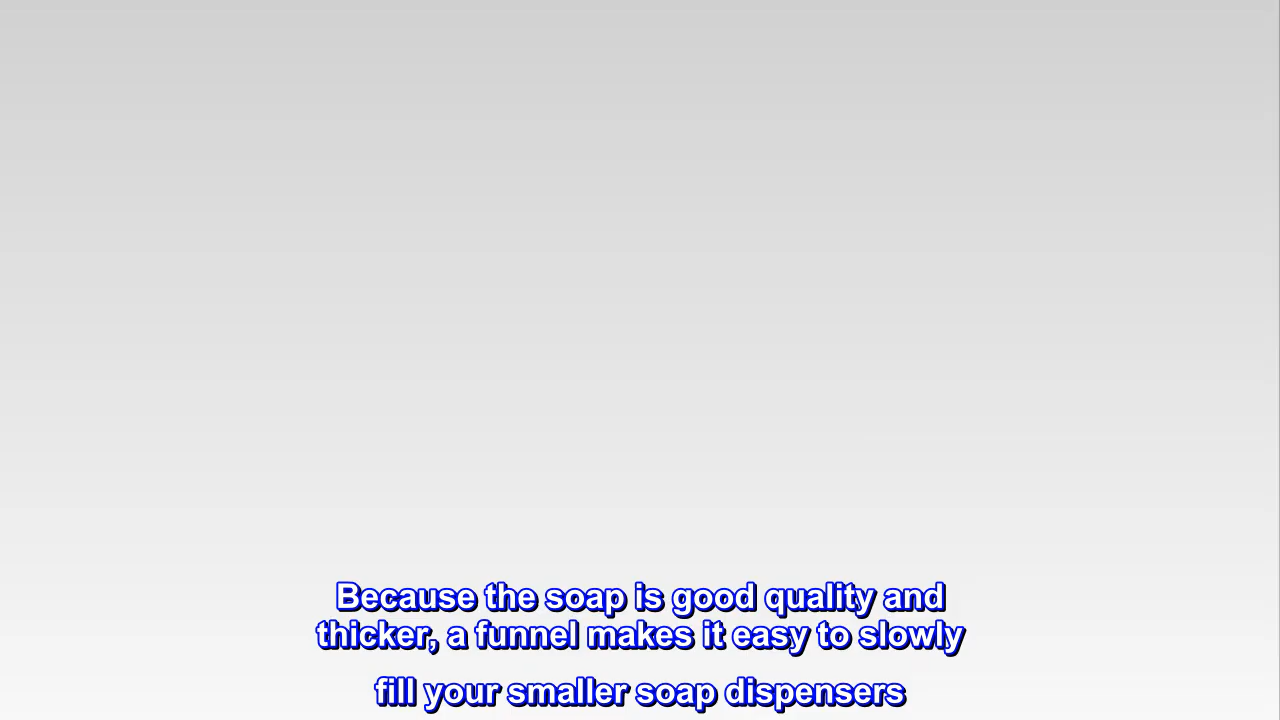 Because the soap is good quality and
thicker, a funnel makes it easy to slowly
fill your smaller soap dispensers